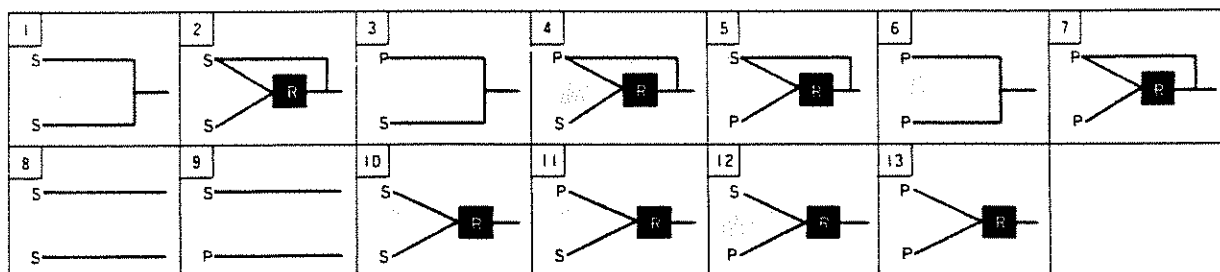 1 2 3 4 5 6 7
S S P P S P P
R R R R
S S S S P P P
8 9 10 11 12 13
S S S P S P
R R R R
S P S S P P